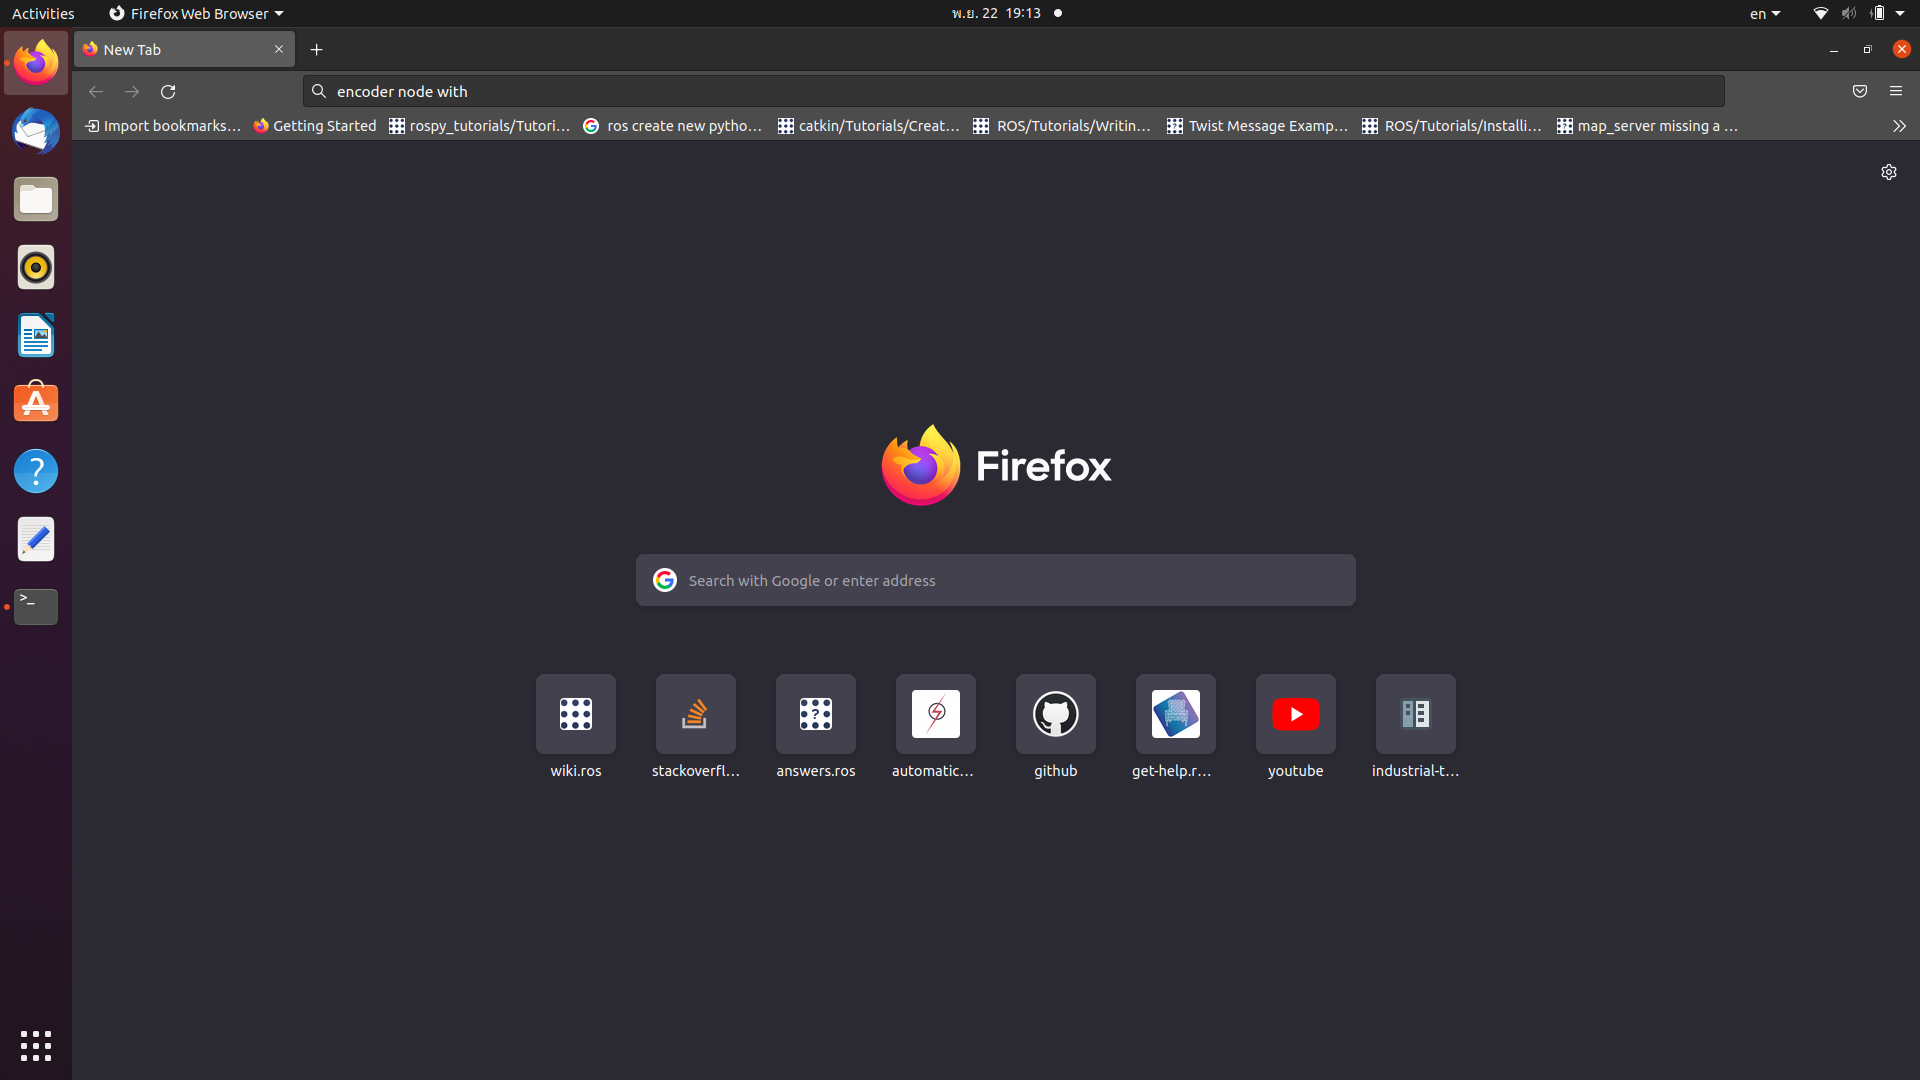 Activities
Firefox Web Browser
พ.ย. 22 19:13
en
New Tab
encoder node with
Import bookmarks…
Getting Started
rospy_tutorials/Tutori…
ros create new pytho…
catkin/Tutorials/Creat…
ROS/Tutorials/Writin…
Twist Message Examp…
ROS/Tutorials/Installi…
map_server missing a …
Firefox
Search with Google or enter address
wiki.ros
stackoverfl…
answers.ros
automatic…
github
get-help.r…
youtube
industrial-t…